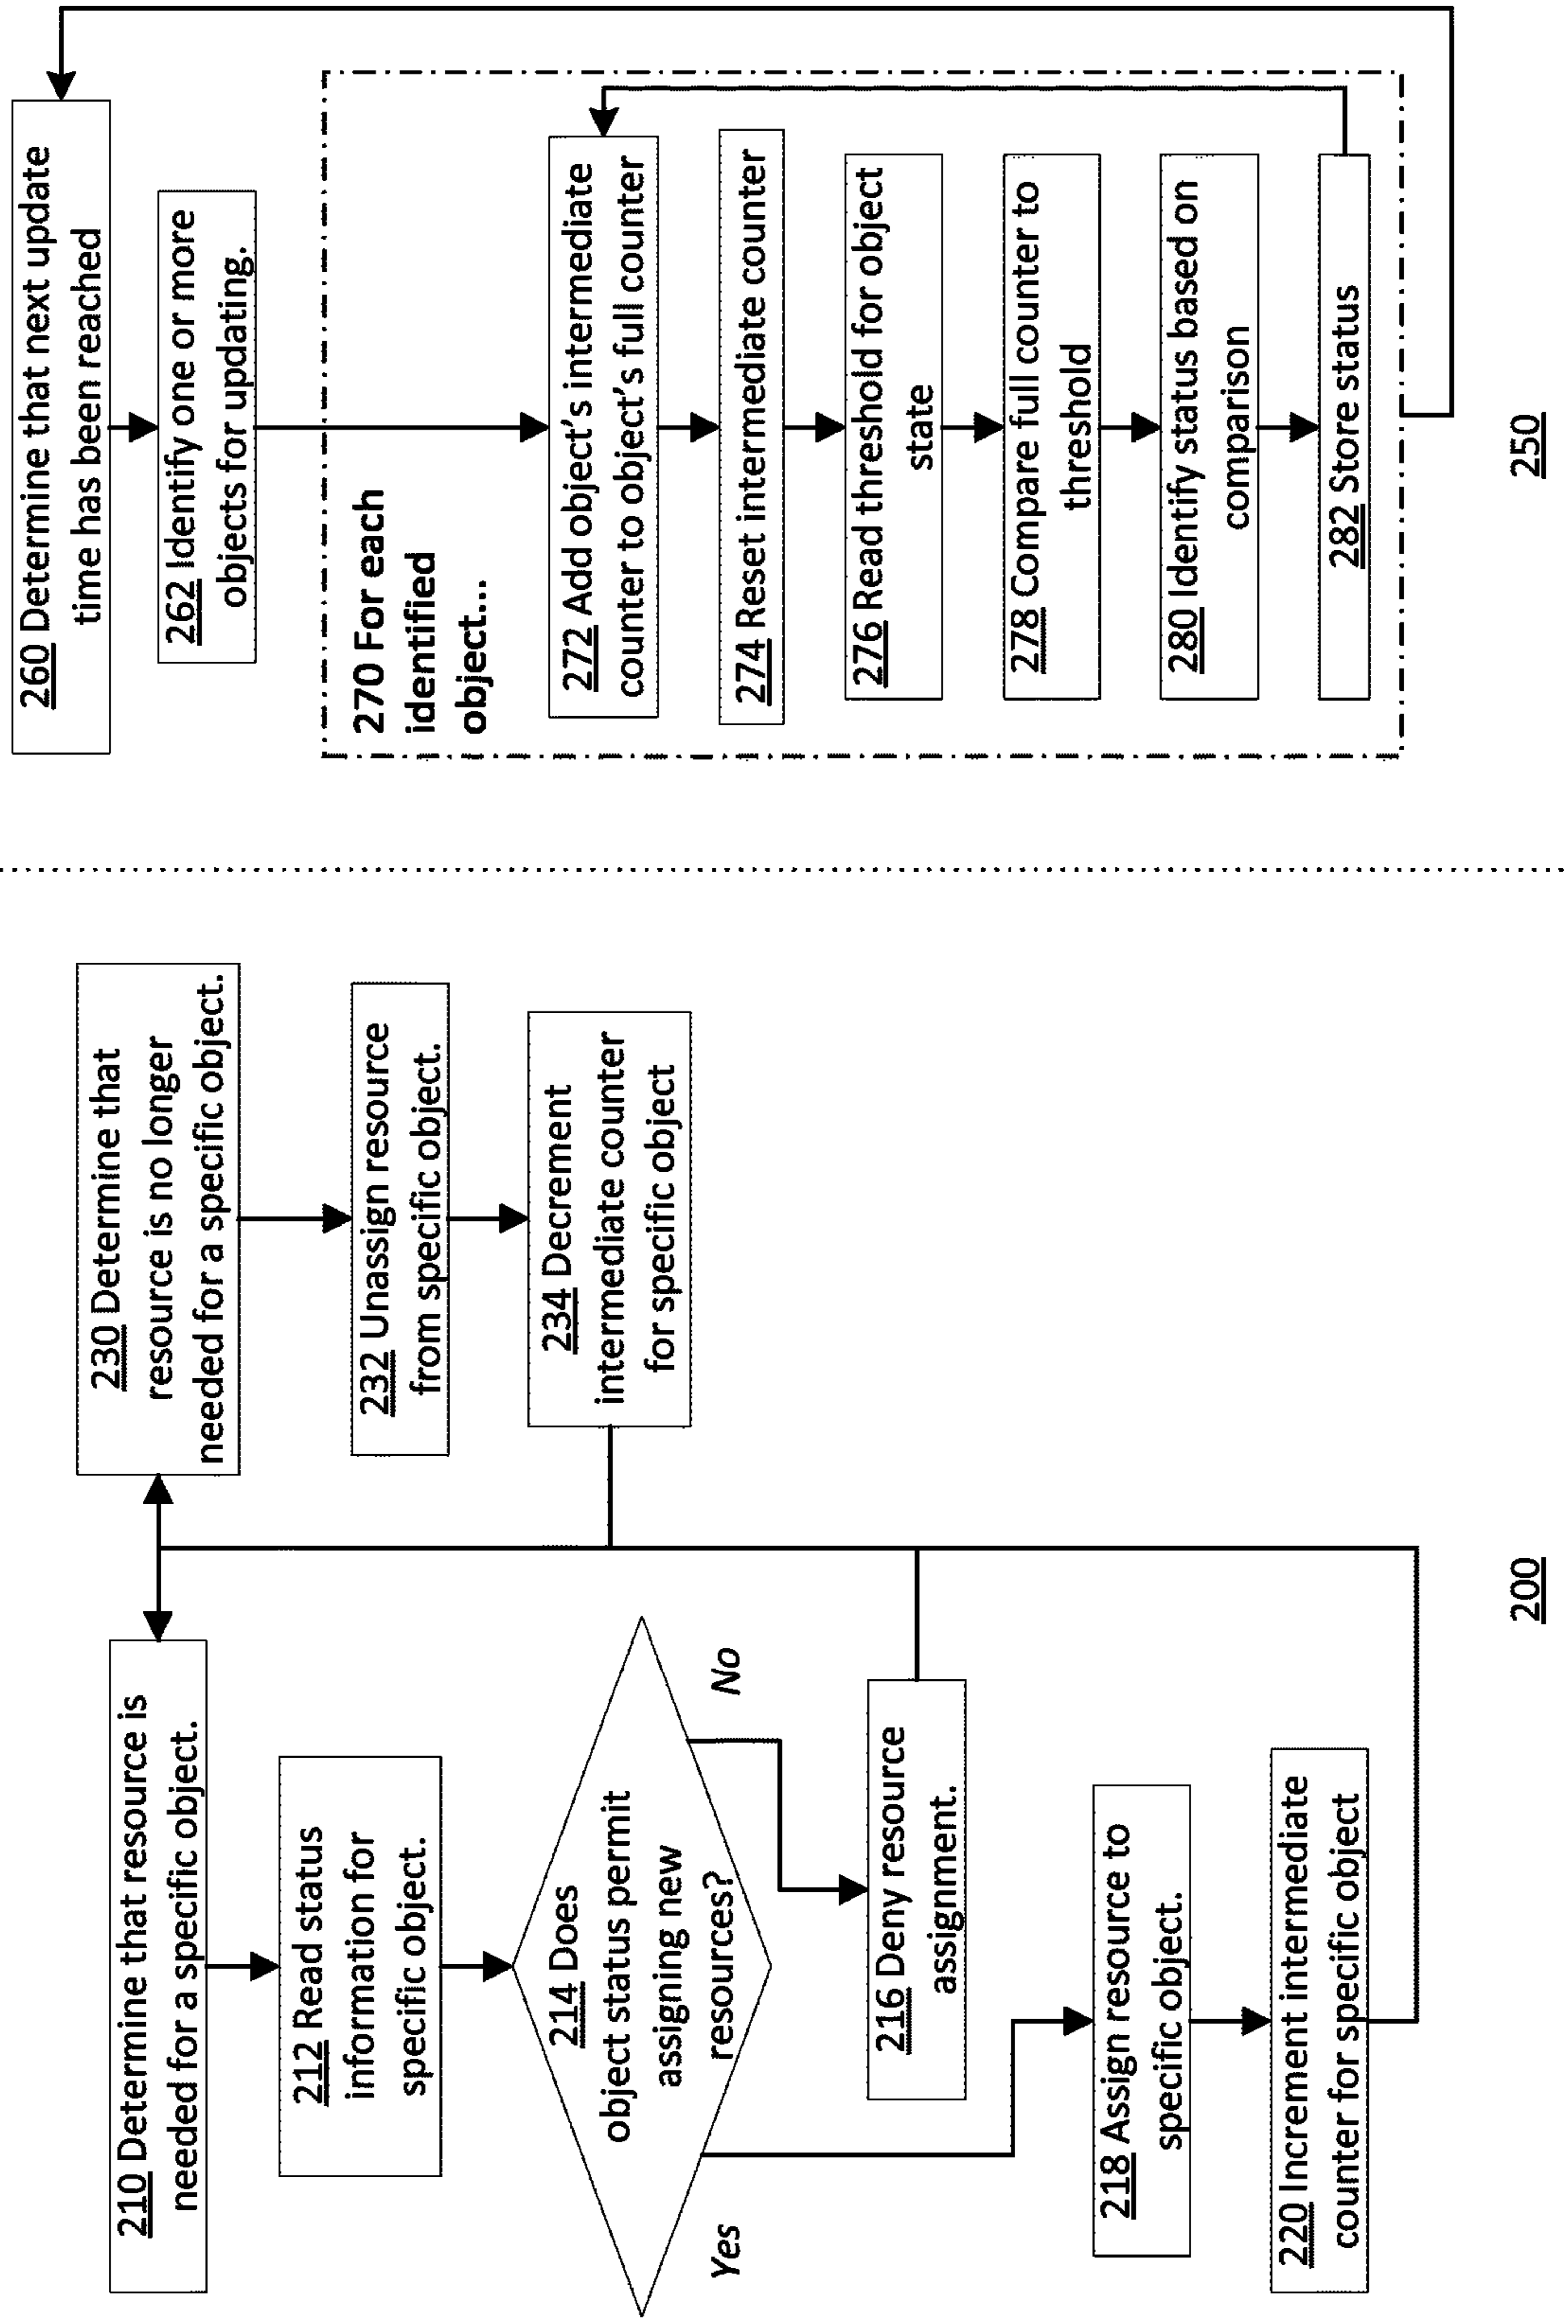 210 Determine that resource is
needed for a specific object.
212 Read status
information for
specific object.
214 Does
object status permit
assigning new
resources?
Yes
No
216 Deny resource
assignment.
218 Assign resource to
specific object.
220 Increment intermediate
counter for specific object
230 Determine that
resource is no longer
needed for a specific object.
232 Unassign resource
from specific object.
234 Decrement
intermediate counter
for specific object
200
260 Determine that next update
time has been reached
262 Identify one or more
objects for updating.
270 For each
identified
object...
272 Add object's intermediate
counter to object's full counter
274 Reset intermediate counter
276 Read threshold for object
state
278 Compare full counter to
threshold
280 Identify status based on
comparison
282 Store status
250